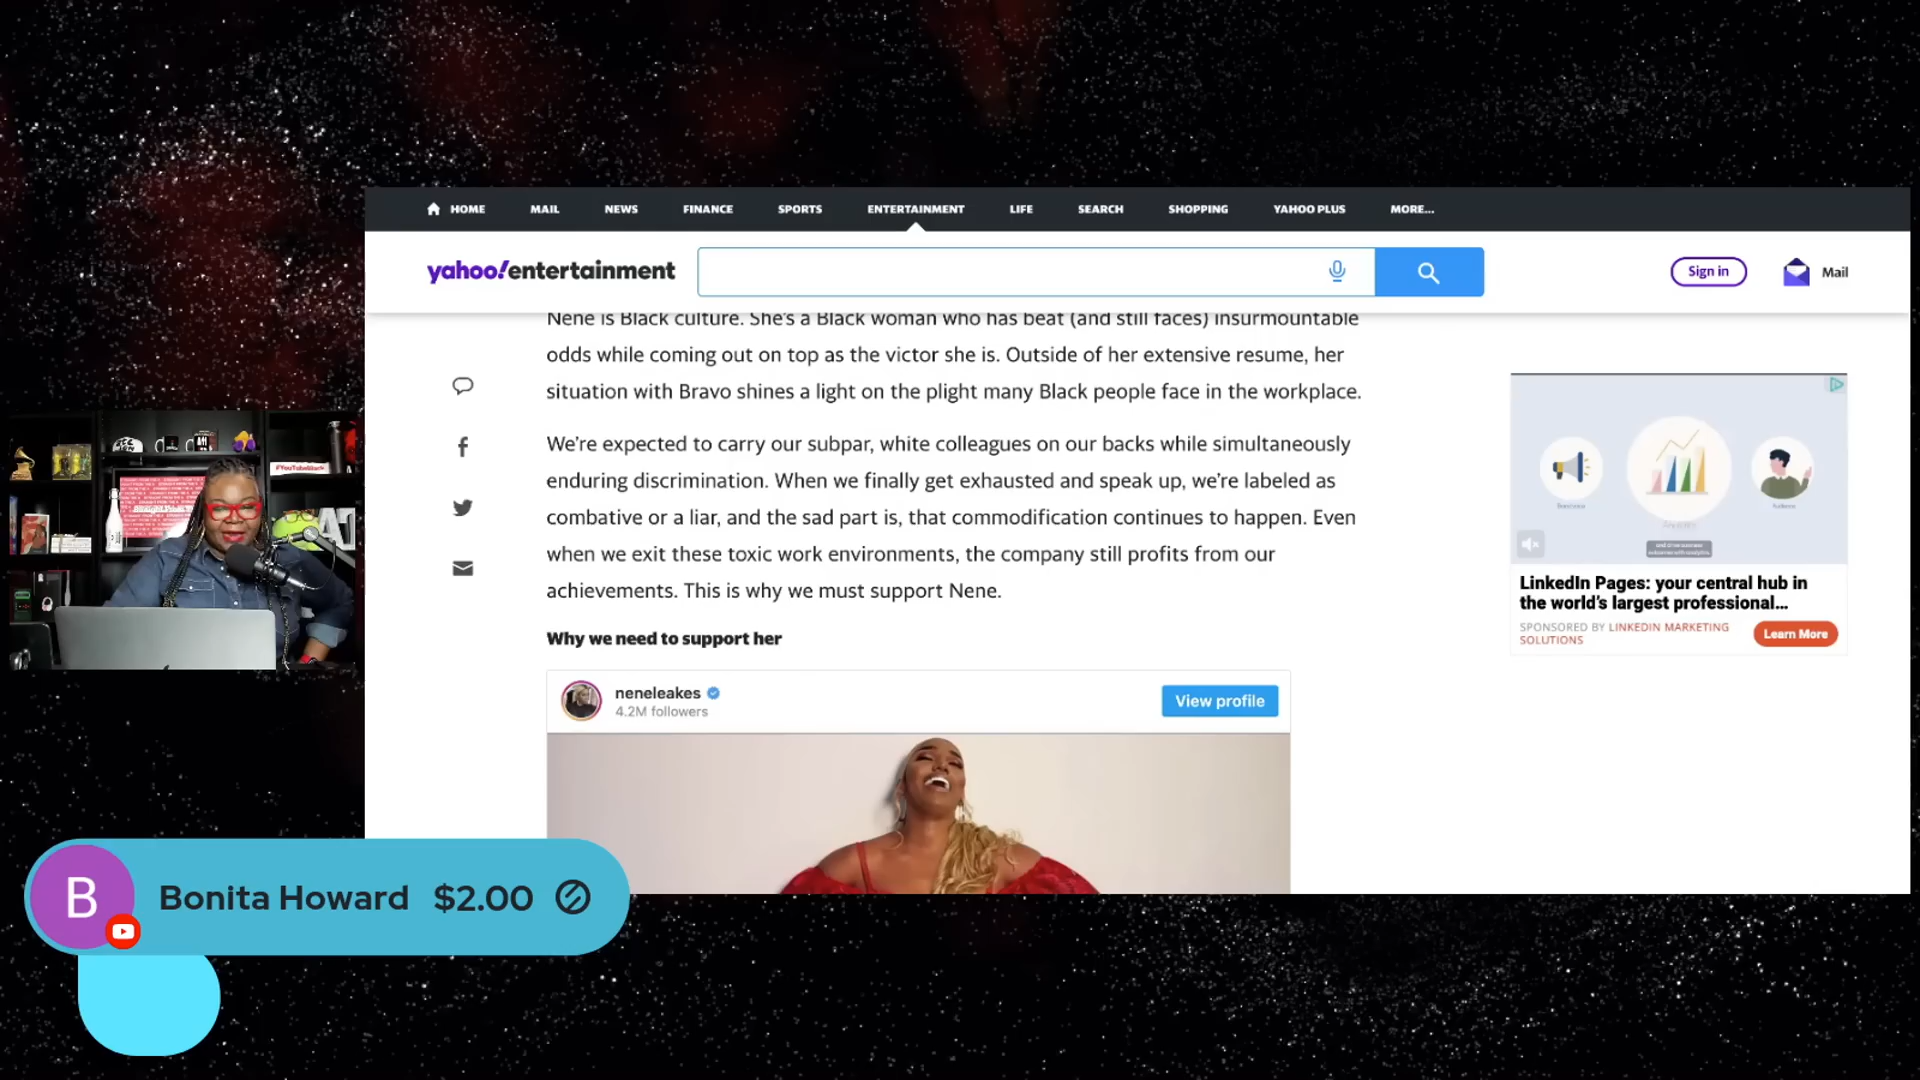 HOME MAIL NEWS FINANCE SPORTS ENTERTAINMENT LIFE SEARCH SHOPPING YAHOO PLUS MORE...
yahoo!entertainment
Sign in
Mail
Nene is Black culture. She's a Black woman who has beat (and still faces) insurmountable
odds while coming out on top as the victor she is. Outside of her extensive resume, her
situation with Bravo shines a light on the plight many Black people face in the workplace.
We're expected to carry our subpar, white colleagues on our backs while simultaneously
enduring discrimination. When we finally get exhausted and speak up, we're labeled as
combative or a liar, and the sad part is, that commodification continues to happen. Even
when we exit these toxic work environments, the company still profits from our
achievements. This is why we must support Nene.
Why we need to support her
neneleakes
4.2M followers
View profile
LinkedIn Pages: your central hub in
the world's largest professional...
SPONSORED BY LINKEDIN MARKETING
SOLUTIONS
Learn More
#YouTubeBlack
B
Bonita Howard $2.00